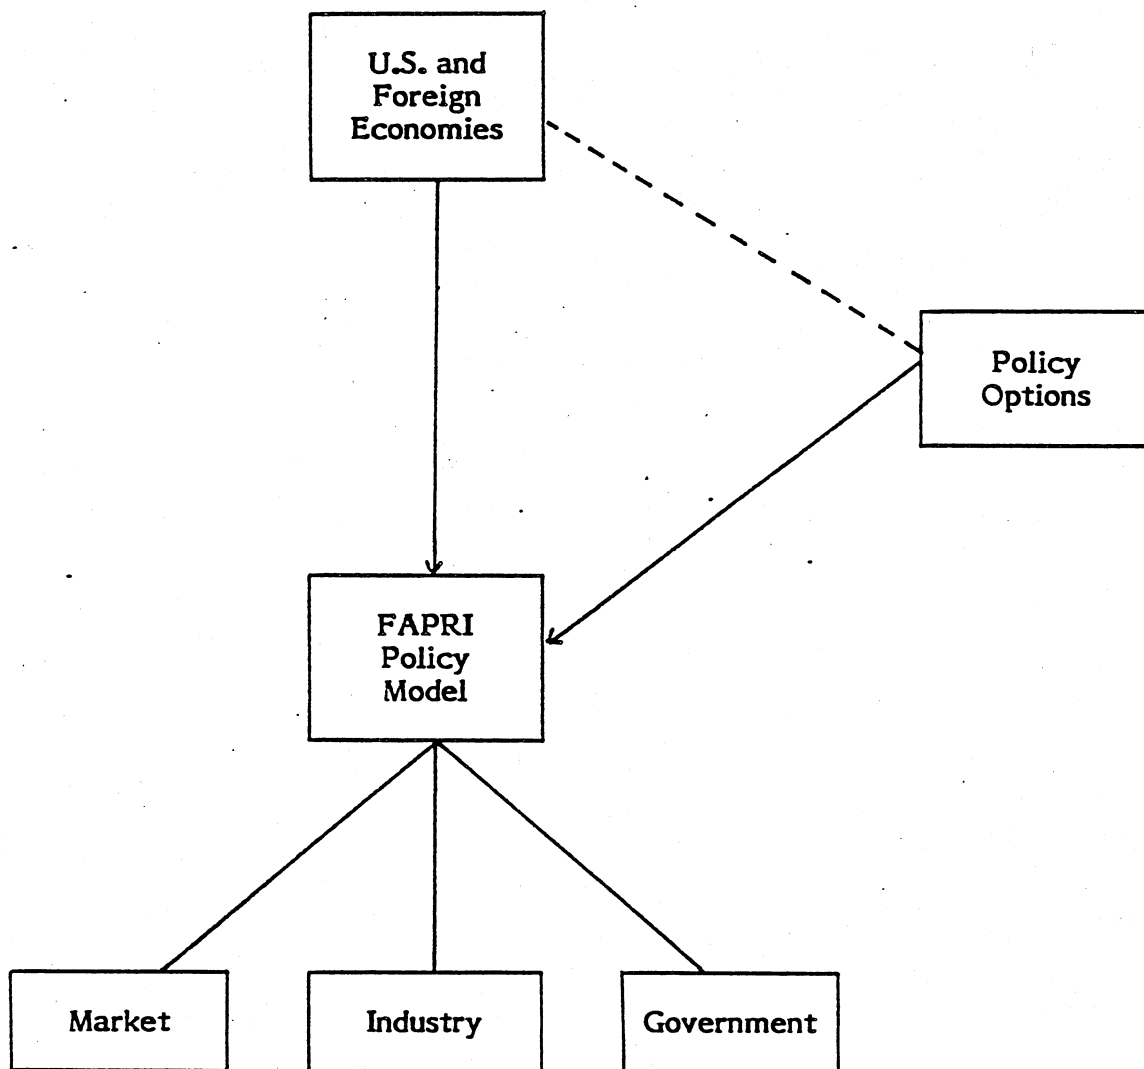 U.S. and
Foreign
Economies
Policy
Options
FAPRI
Policy
Model
Market
Industry
Government